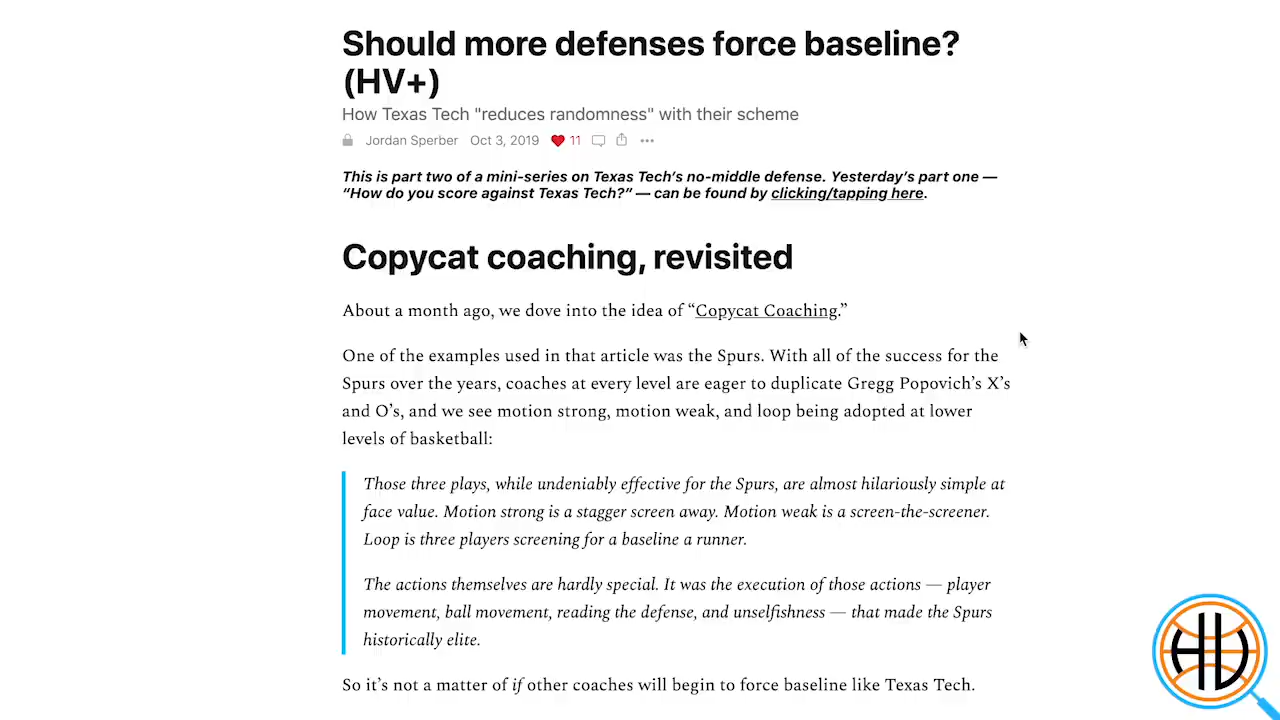 Should more defenses force baseline?
(HV+)
How Texas Tech "reduces randomness" with their scheme
Jordan Sperber Oct 3, 2019 11
This is part two of a mini-series on Texas Tech’s no-middle defense. Yesterday’s part one —
“How do you score against Texas Tech?” — can be found by clicking/tapping here.
Copycat coaching, revisited
About a month ago, we dove into the idea of “Copycat Coaching.”
One of the examples used in that article was the Spurs. With all of the success for the
Spurs over the years, coaches at every level are eager to duplicate Gregg Popovich’s X’s
and O’s, and we see motion strong, motion weak, and loop being adopted at lower
levels of basketball:
Those three plays, while undeniably effective for the Spurs, are almost hilariously simple at
face value. Motion strong is a stagger screen away. Motion weak is a screen-the-screener.
Loop is three players screening for a baseline a runner.
The actions themselves are hardly special. It was the execution of those actions — player
movement, ball movement, reading the defense, and unselfishness — that made the Spurs
historically elite.
So it’s not a matter of if other coaches will begin to force baseline like Texas Tech.
HV